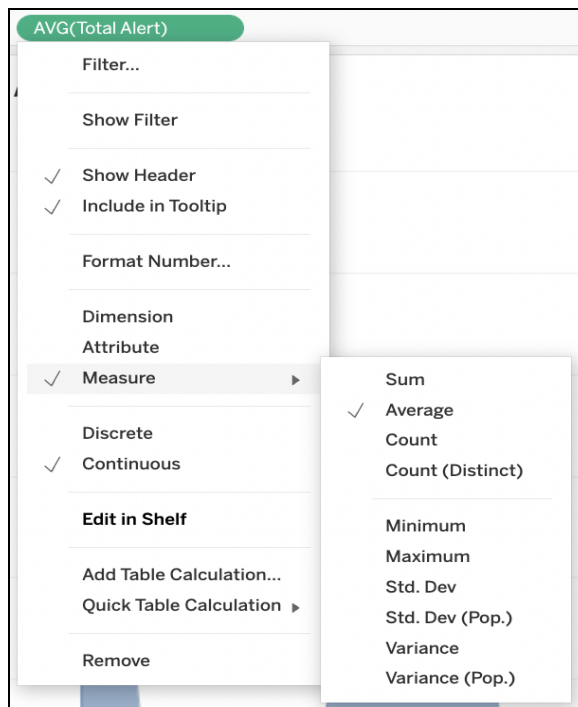 AVG(Total Alert)
Filter...
Show Filter
Show Header
Include in Tooltip
Format Number...
Dimension
Attribute
Measure
Discrete
Continuous
Edit in Shelf
Add Table Calculation...
Quick Table Calculation
Remove
Sum
Average
Count
Count (Distinct)
Minimum
Maximum
Std. Dev
Std. Dev (Pop.)
Variance
Variance (Pop.)